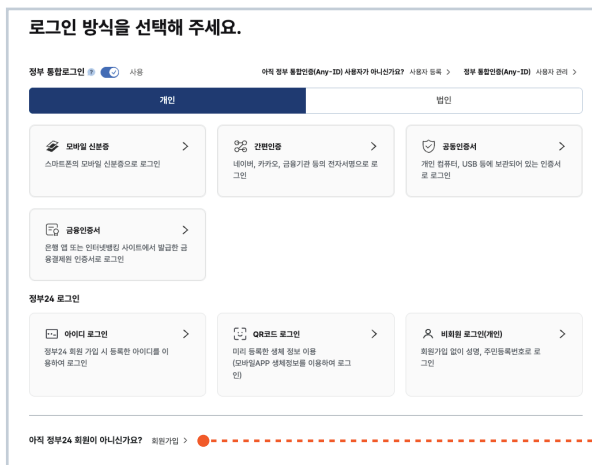 로그인 방식을 선택해 주세요.
정부 통합로그인 ? 사용
아직 정부 통합인증(Any-ID) 사용자가 아니신가요? 사용자 등록 >
정부 통합인증(Any-ID) 사용자 관리 >
개인
법인
모바일 신분증 >
스마트폰의 모바일 신분증으로 로그인
간편인증 >
네이버, 카카오, 금융기관 등의 전자서명으로 로
그인
공동인증서 >
개인 컴퓨터, USB 등에 보관되어 있는 인증서
로 로그인
금융인증서 >
은행 앱 또는 인터넷뱅킹 사이트에서 발급한 금
융결제원 인증서로 로그인
정부24 로그인
아이디 로그인 >
정부24 회원 가입 시 등록한 아이디를 이
용하여 로그인
QR코드 로그인 >
미리 등록한 생체 정보 이용
(모바일APP 생체정보를 이용하여 로그
인)
비회원 로그인(개인) >
회원가입 없이 성명, 주민등록번호로 로
그인
아직 정부24 회원이 아니신가요? 회원가입 >